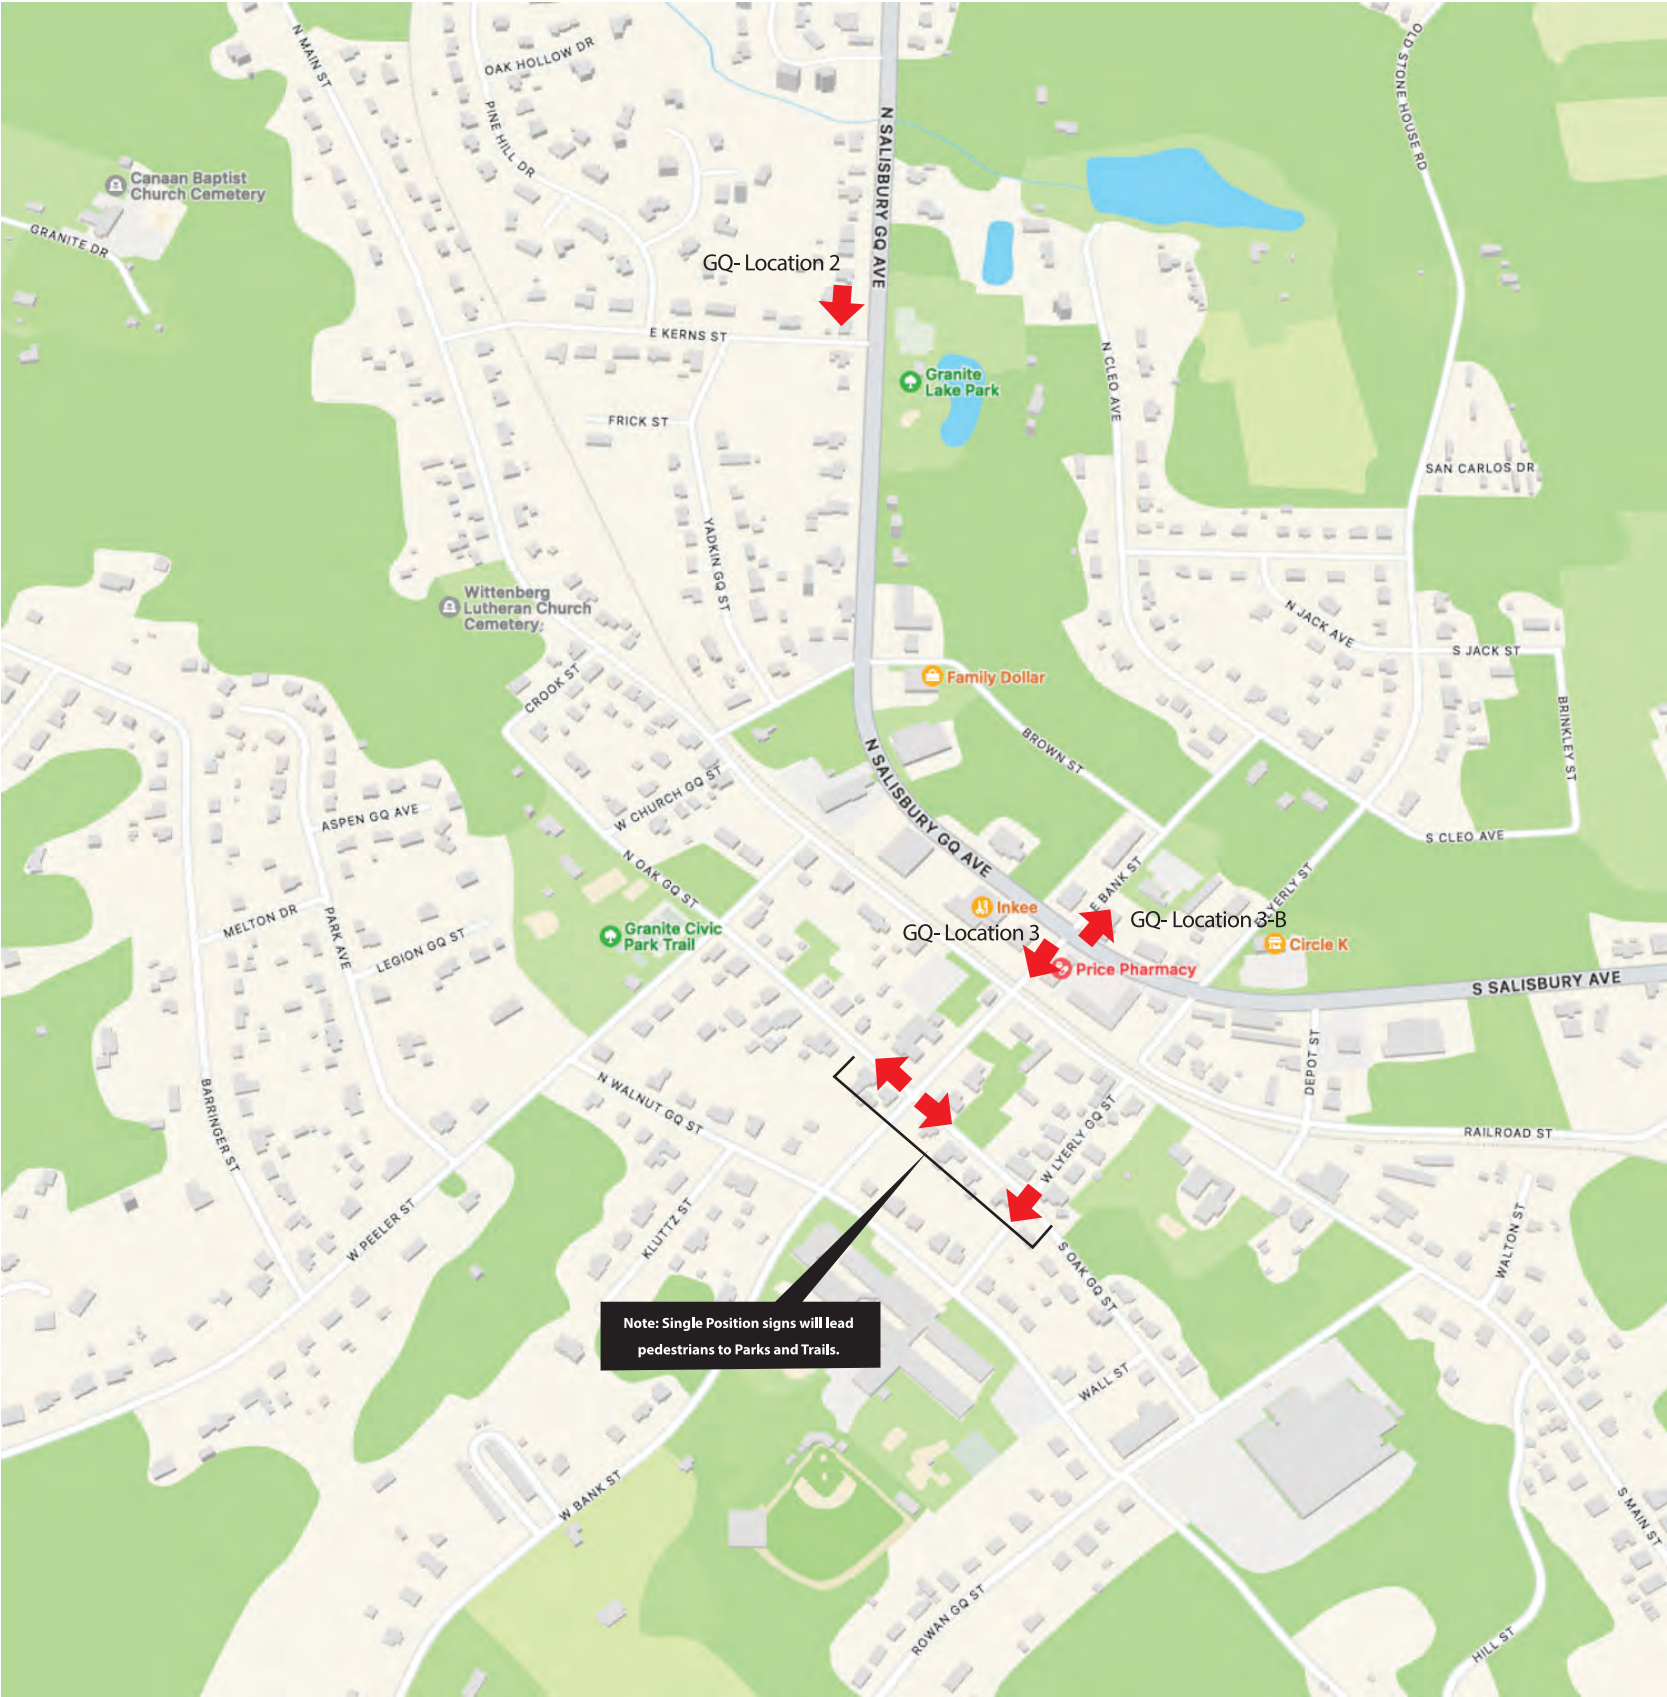 N MAIN ST
OAK HOLLOW DR
PINE HILL DR
OLD STONE HOUSE RD
N SALISBURY GQ AVE
Canaan Baptist
Church Cemetery
GRANITE DR
GQ- Location 2
E KERNS ST
N CLEO AVE
Granite
Lake Park
FRICK ST
SAN CARLOS DR
YADKIN GQ ST
Wittenberg
Lutheran Church
Cemetery
N JACK AVE
S JACK ST
CROOK ST
Family Dollar
BRINKLEY ST
BROWN ST
N SALISBURY GQ AVE
W CHURCH GQ ST
ASPEN GQ AVE
S CLEO AVE
N OAK GQ ST
E BANK ST
YERLY ST
MELTON DR
PARK AVE
LEGION GQ ST
Granite Civic
Park Trail
Inkee
GQ- Location 3
GQ- Location 3-B
Circle K
Price Pharmacy
S SALISBURY AVE
DEPOT ST
BARRINGER ST
N WALNUT GQ ST
W LYERLY GQ ST
RAILROAD ST
KLUTTZ ST
W PEELER ST
WALTON ST
S OAK GQ ST
Note: Single Position signs will lead
pedestrians to Parks and Trails.
WALL ST
W BANK ST
S MAIN ST
ROWAN GQ ST
HILL ST